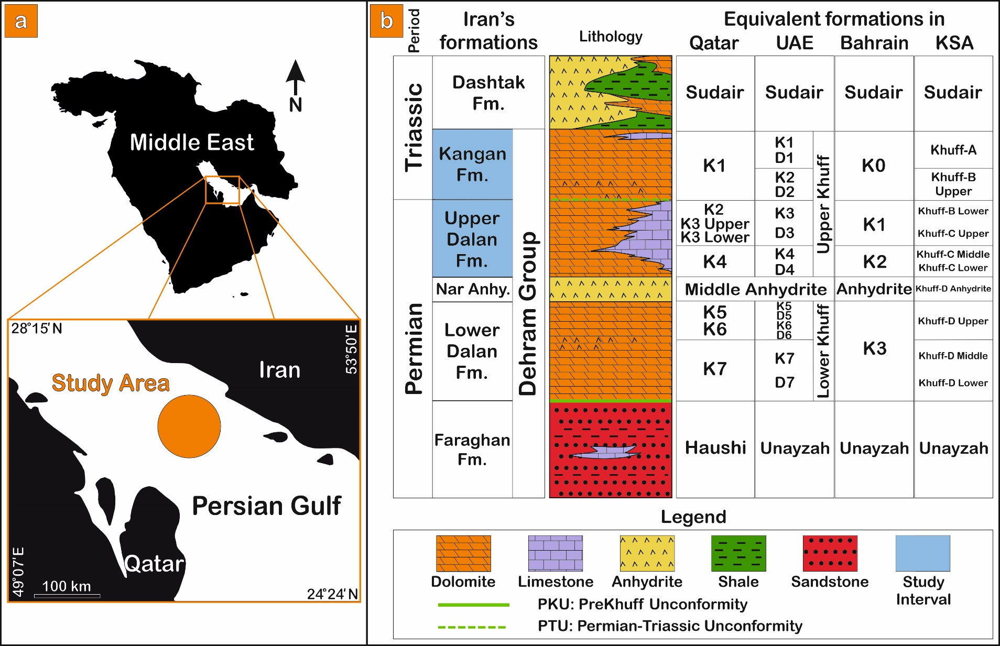 a
N
Middle East
28°15'N
53°50'E
Iran
Study Area
Persian Gulf
Qatar
49°07'E
100 km
24°24'N
b
Period
Iran's
formations
Lithology
Equivalent formations in
Qatar
UAE
Bahrain
KSA
Triassic
Permian
Dashtak
Fm.
Kangan
Fm.
Upper
Dalan
Fm.
Nar Anhy.
Lower
Dalan
Fm.
Faraghan
Fm.
Dehram Group
Sudair
Sudair
Sudair
Sudair
K1
K1
D1
K2
D2
Upper Khuff
K0
Khuff-A
Khuff-B
Upper
K2
K3 Upper
K3 Lower
K3
D3
K1
Khuff-B Lower
Khuff-C Upper
K4
K4
D4
K2
Khuff-C Middle
Khuff-C Lower
Middle Anhydrite
Anhydrite
Khuff-D Anhydrite
K5
K6
K5
D5
K6
D6
Lower Khuff
K3
Khuff-D Upper
K7
K7
D7
Khuff-D Middle
Khuff-D Lower
Haushi
Unayzah
Unayzah
Unayzah
Legend
Dolomite
Limestone
Anhydrite
Shale
Sandstone
Study
Interval
PKU: PreKhuff Unconformity
PTU: Permian-Triassic Unconformity